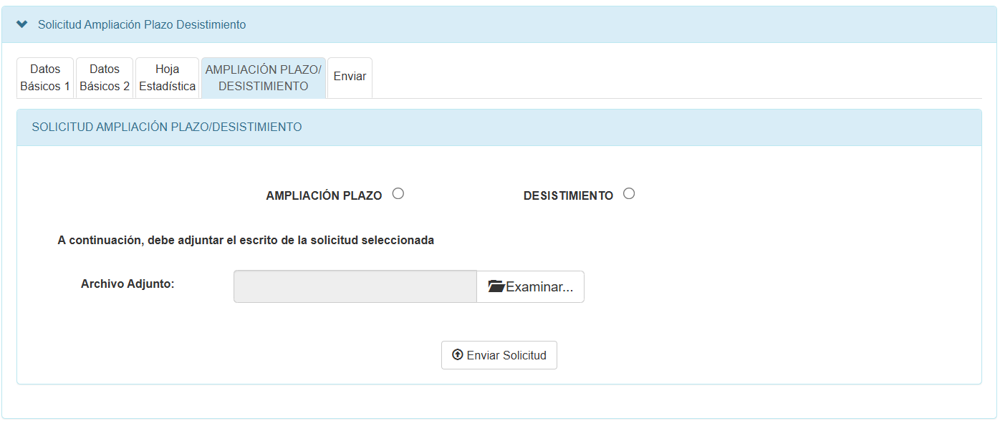 Solicitud Ampliación Plazo Desistimiento
Datos
Básicos 1
Datos
Básicos 2
Hoja
Estadística
AMPLIACIÓN PLAZO/
DESISTIMIENTO
Enviar
SOLICITUD AMPLIACIÓN PLAZO/DESISTIMIENTO
AMPLIACIÓN PLAZO
DESISTIMIENTO
A continuación, debe adjuntar el escrito de la solicitud seleccionada
Archivo Adjunto:
Examinar...
Enviar Solicitud